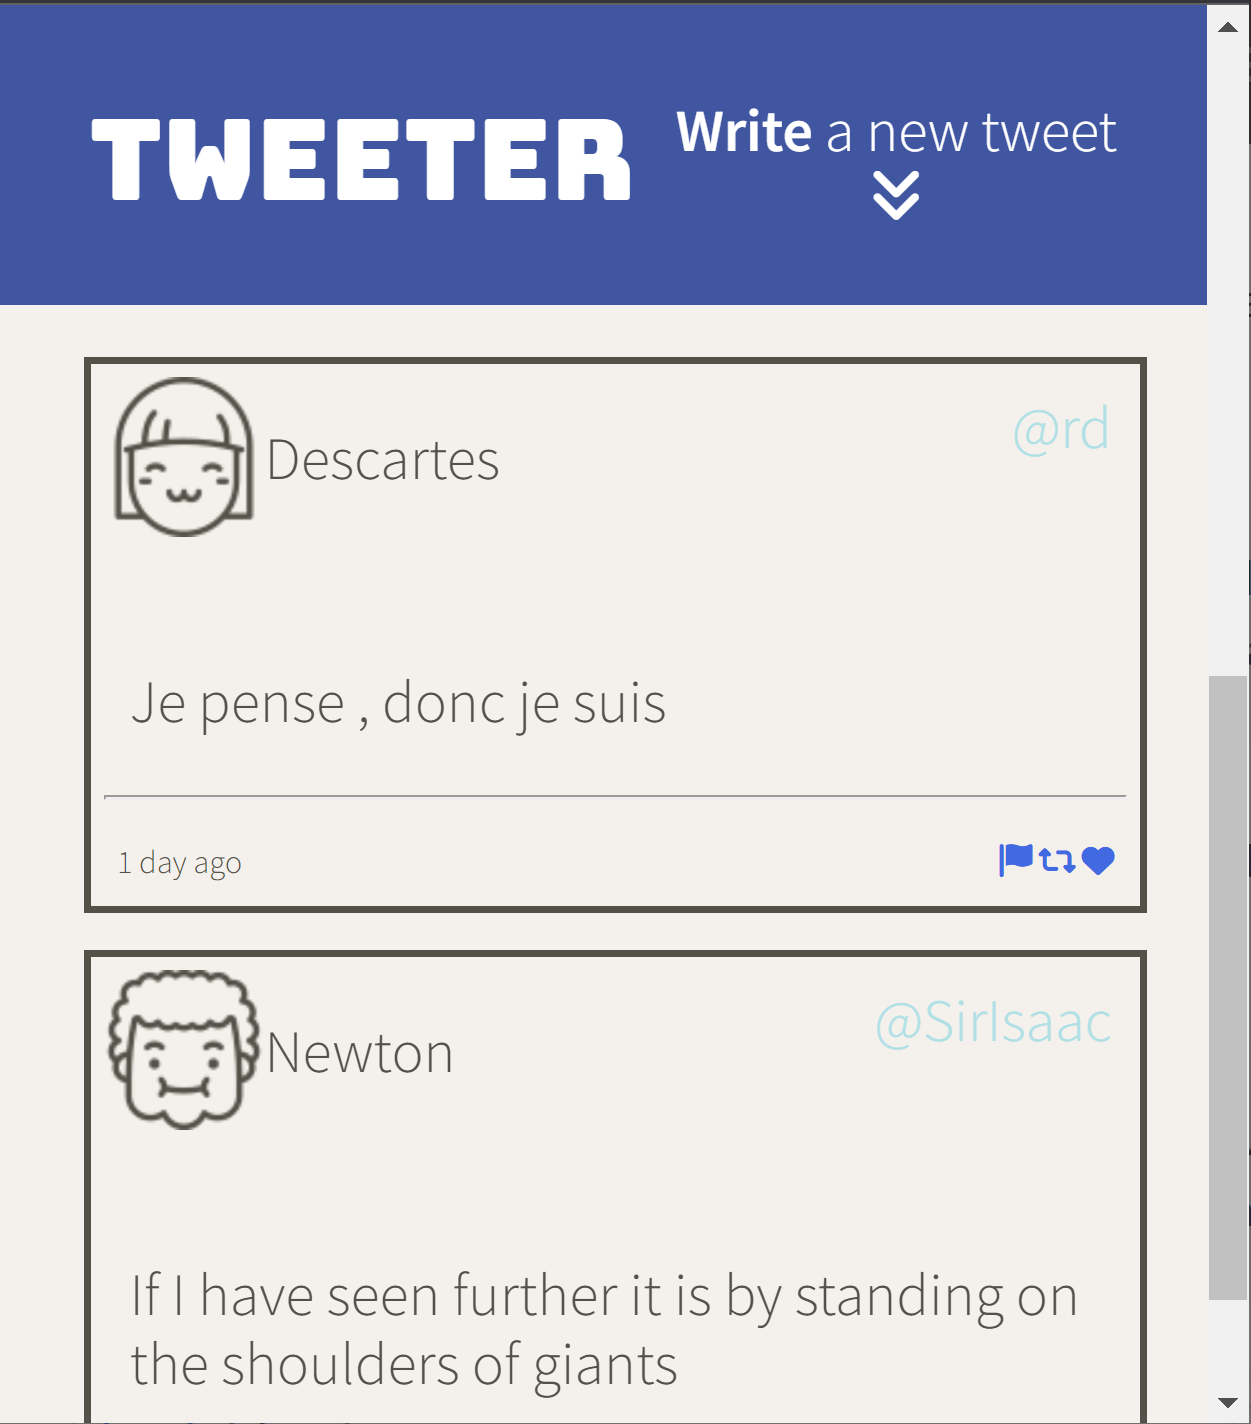 TWEETER
Write a new tweet
Descartes
@rd
Je pense , donc je suis
1 day ago
Newton
@SirIsaac
If I have seen further it is by standing on
the shoulders of giants